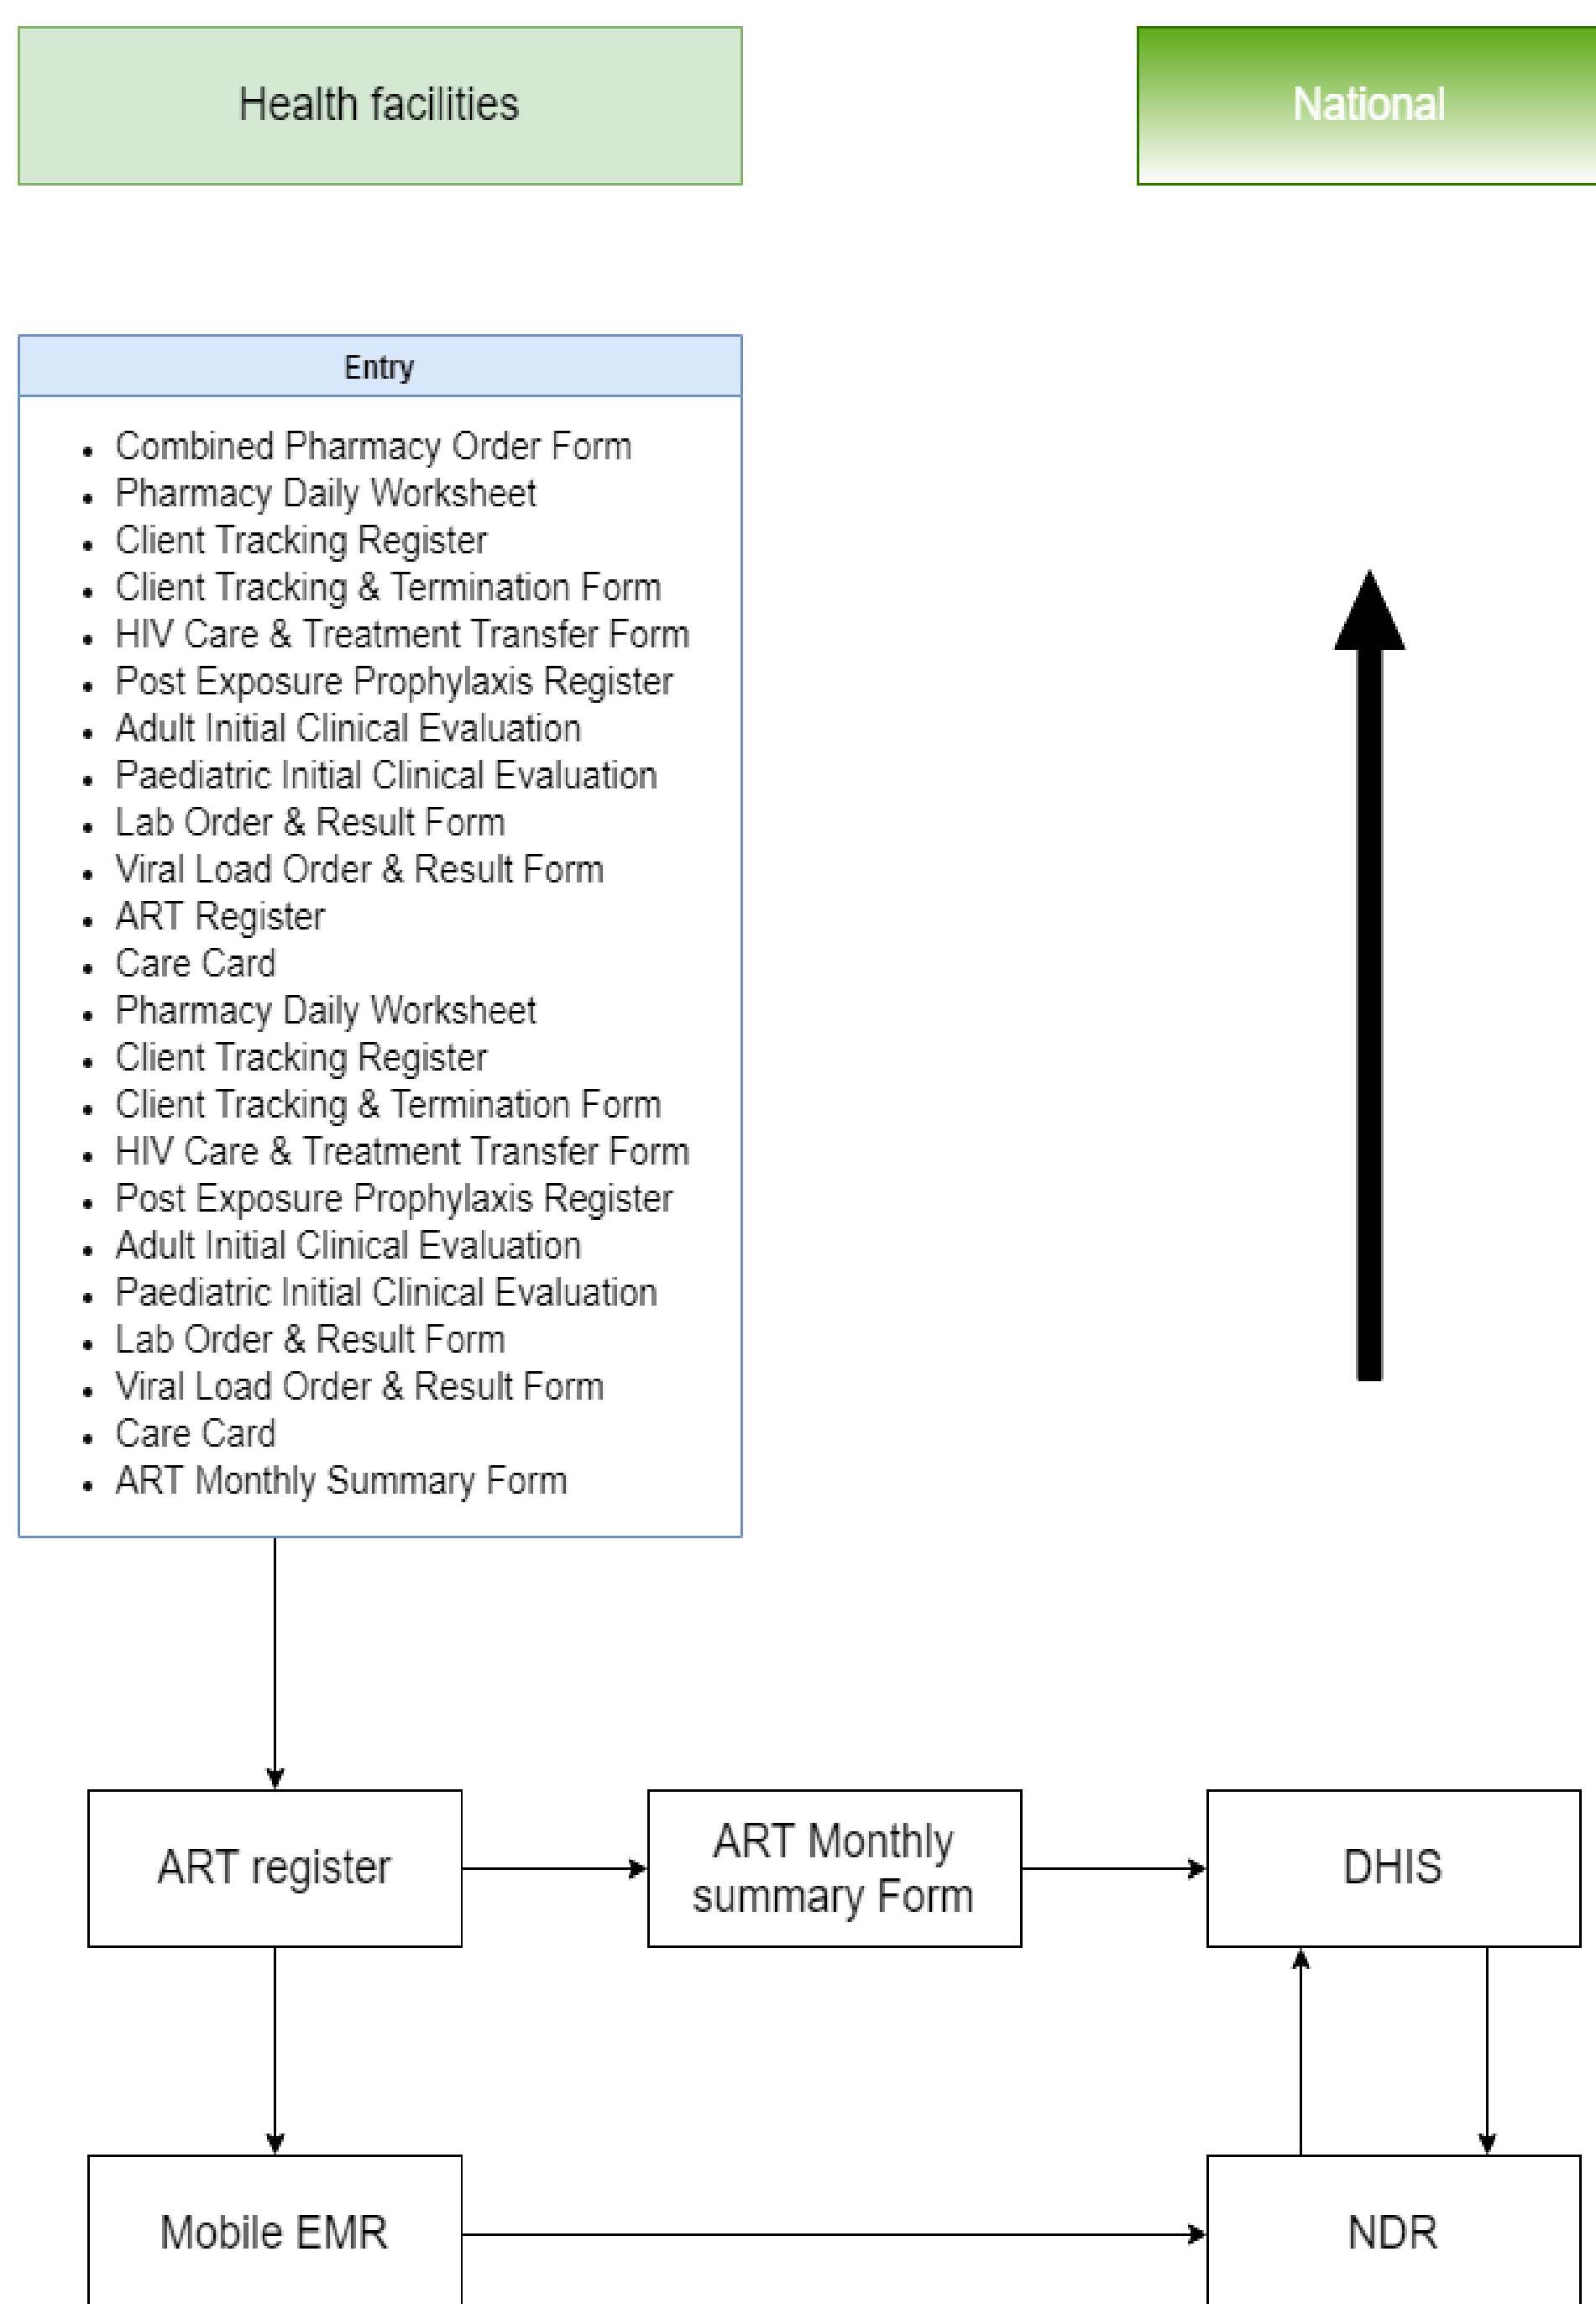 Health facilities
National
Entry
Combined Pharmacy Order Form
Pharmacy Daily Worksheet
Client Tracking Register
Client Tracking & Termination Form
HIV Care & Treatment Transfer Form
Post Exposure Prophylaxis Register
Adult Initial Clinical Evaluation
Paediatric Initial Clinical Evaluation
Lab Order & Result Form
Viral Load Order & Result Form
ART Register
Care Card
Pharmacy Daily Worksheet
Client Tracking Register
Client Tracking & Termination Form
HIV Care & Treatment Transfer Form
Post Exposure Prophylaxis Register
Adult Initial Clinical Evaluation
Paediatric Initial Clinical Evaluation
Lab Order & Result Form
Viral Load Order & Result Form
Care Card
ART Monthly Summary Form
ART register
ART Monthly
summary Form
DHIS
Mobile EMR
NDR